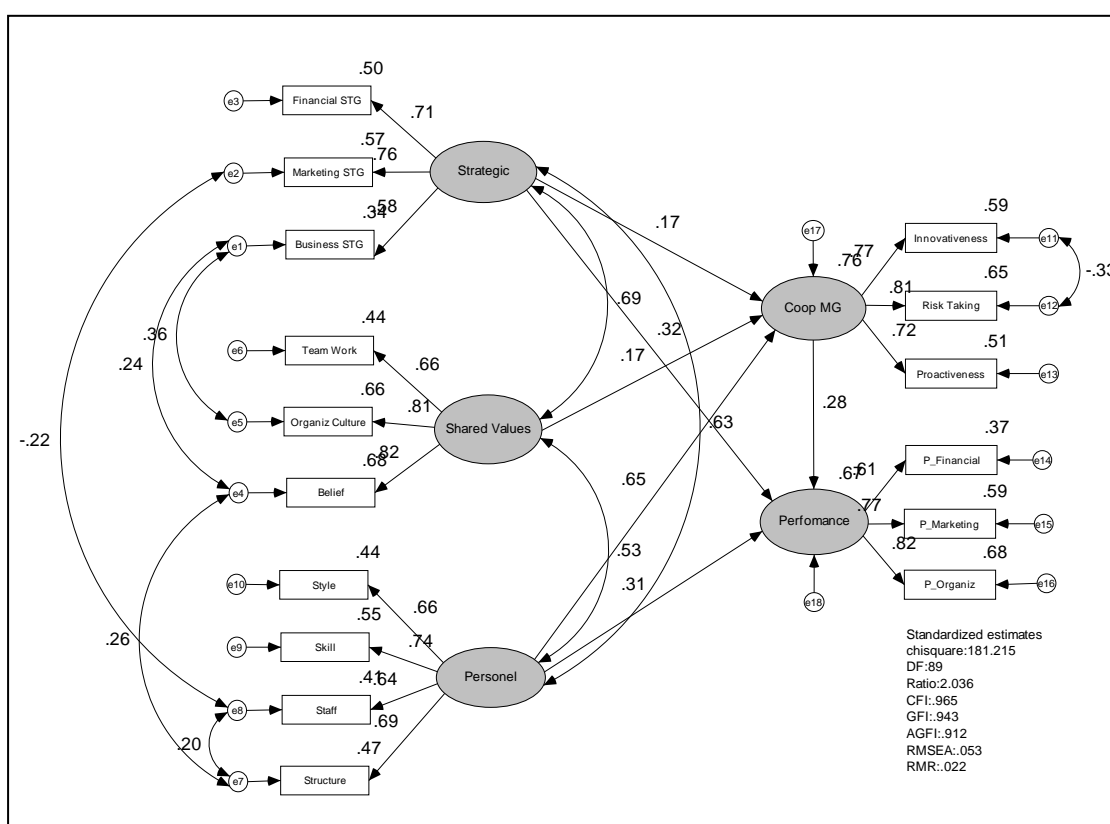 .50
e3
Financial STG
.71
.57
.76
e2
Marketing STG
Strategic
.34
.58
e1
Business STG
.17
.59
e17
.76
.77
Innovativeness
e11
-.33
.65
.81
Risk Taking
e12
Coop MG
.69
.32
.72
.51
Proactiveness
e13
.36
.24
.44
e6
Team Work
.66
.17
.66
.81
e5
Organiz Culture
Shared Values
.63
.28
-.22
.68
.82
e4
Belief
.37
.67
.61
P_Financial
e14
.65
.59
.77
Perfomance
P_Marketing
e15
.53
.82
.68
P_Organiz
e16
.44
e10
Style
.66
.31
e18
.26
.55
.74
e9
Skill
Personel
.41
.64
e8
Staff
.69
.20
.47
e7
Structure
Standardized estimates
chisquare:181.215
DF:89
Ratio:2.036
CFI:.965
GFI:.943
AGFI:.912
RMSEA:.053
RMR:.022